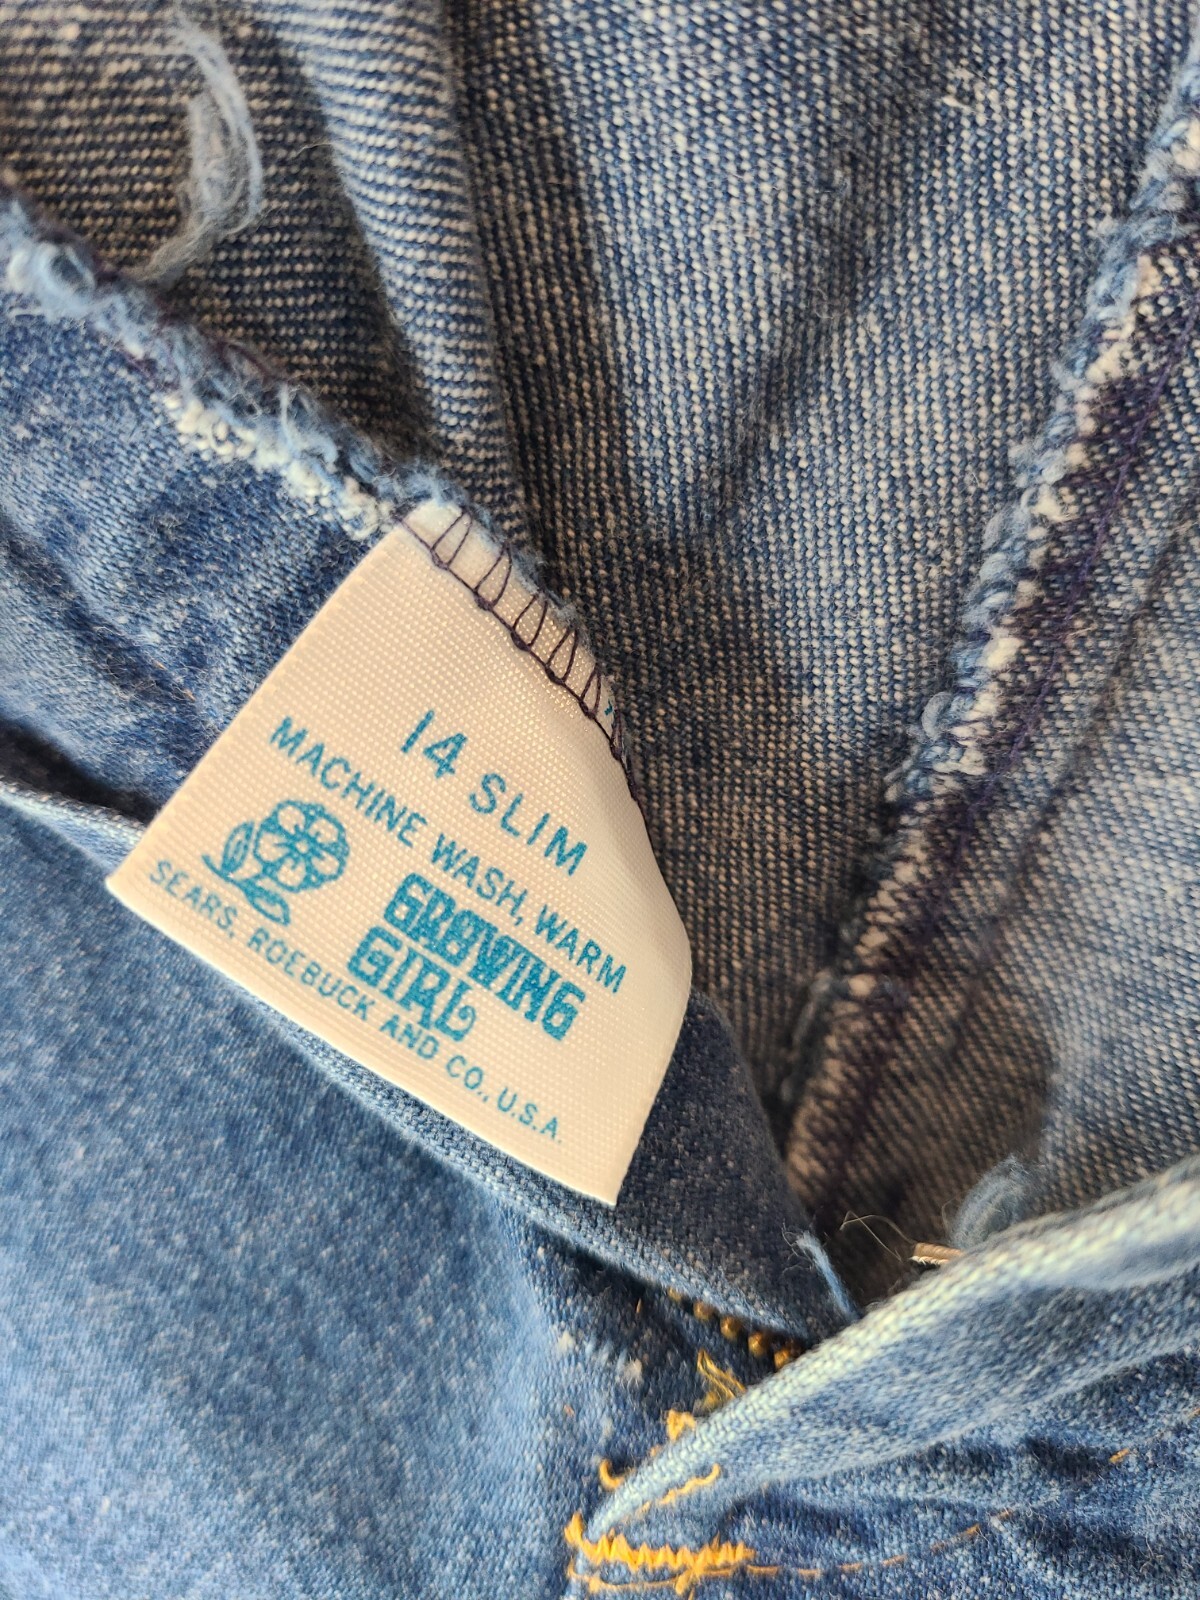 14 SLIM
MACHINE WASH, WARM
GROWING
GIRL
SEARS, ROEBUCK AND CO., U.S.A.